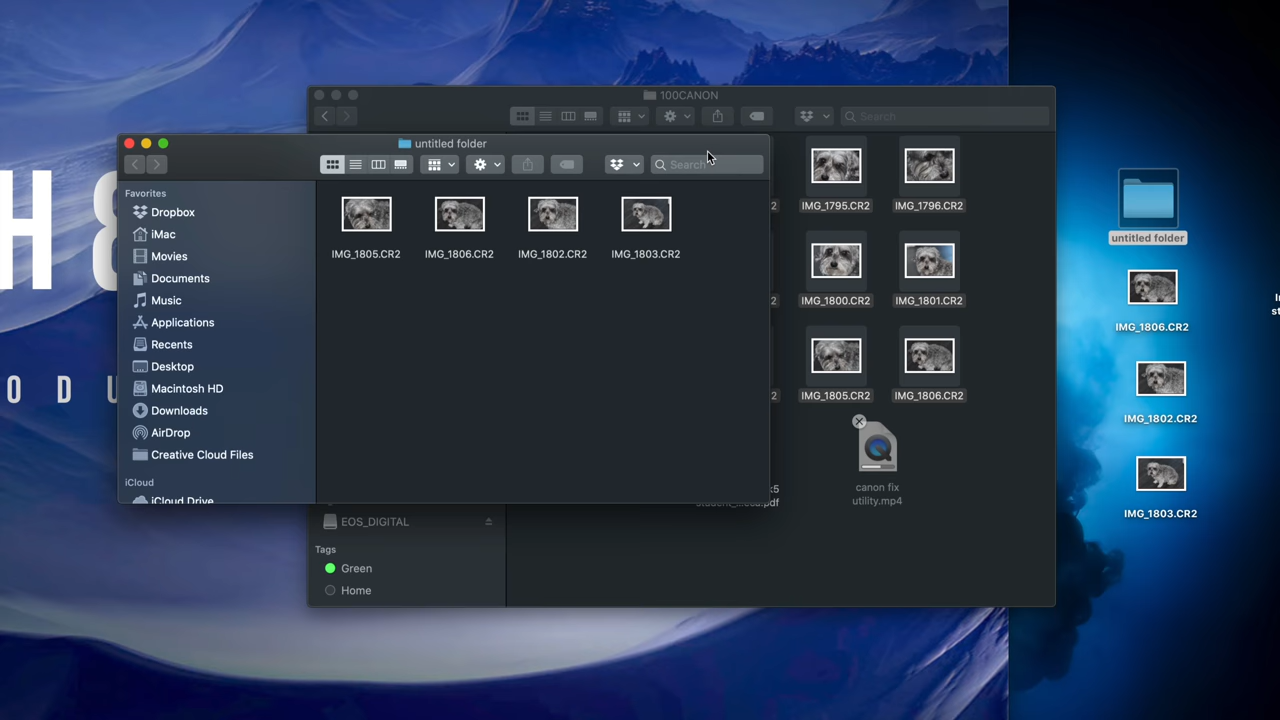 100CANON
Search
untitled folder
Search
Favorites
Dropbox
iMac
Movies
Documents
Music
Applications
Recents
Desktop
Macintosh HD
Downloads
AirDrop
Creative Cloud Files
iCloud
iCloud Drive
IMG_1805.CR2
IMG_1806.CR2
IMG_1802.CR2
IMG_1803.CR2
IMG_1795.CR2
IMG_1796.CR2
IMG_1800.CR2
IMG_1801.CR2
IMG_1805.CR2
IMG_1806.CR2
canon fix
utility.mp4
EOS_DIGITAL
Tags
Green
Home
untitled folder
IMG_1806.CR2
IMG_1802.CR2
IMG_1803.CR2